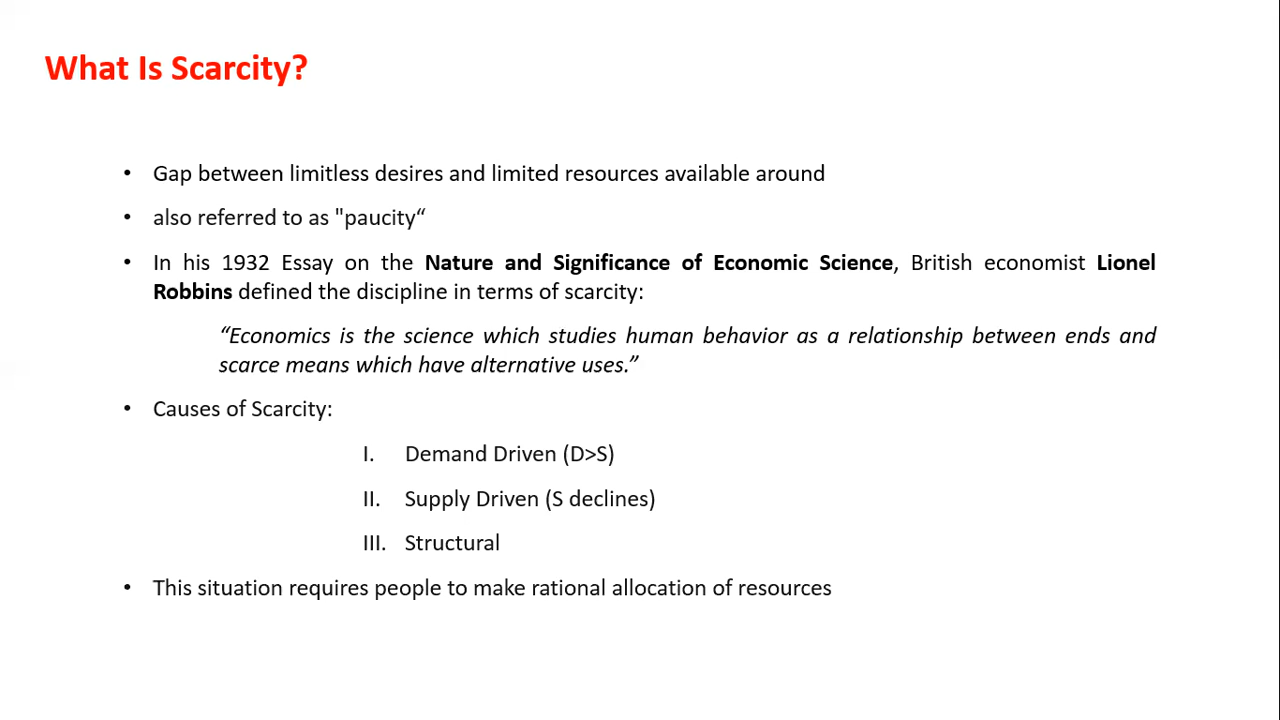 What Is Scarcity?
• Gap between limitless desires and limited resources available around
• also referred to as "paucity“
• In his 1932 Essay on the Nature and Significance of Economic Science, British economist Lionel
Robbins defined the discipline in terms of scarcity:
“Economics is the science which studies human behavior as a relationship between ends and
scarce means which have alternative uses.”
• Causes of Scarcity:
I. Demand Driven (D>S)
II. Supply Driven (S declines)
III. Structural
• This situation requires people to make rational allocation of resources